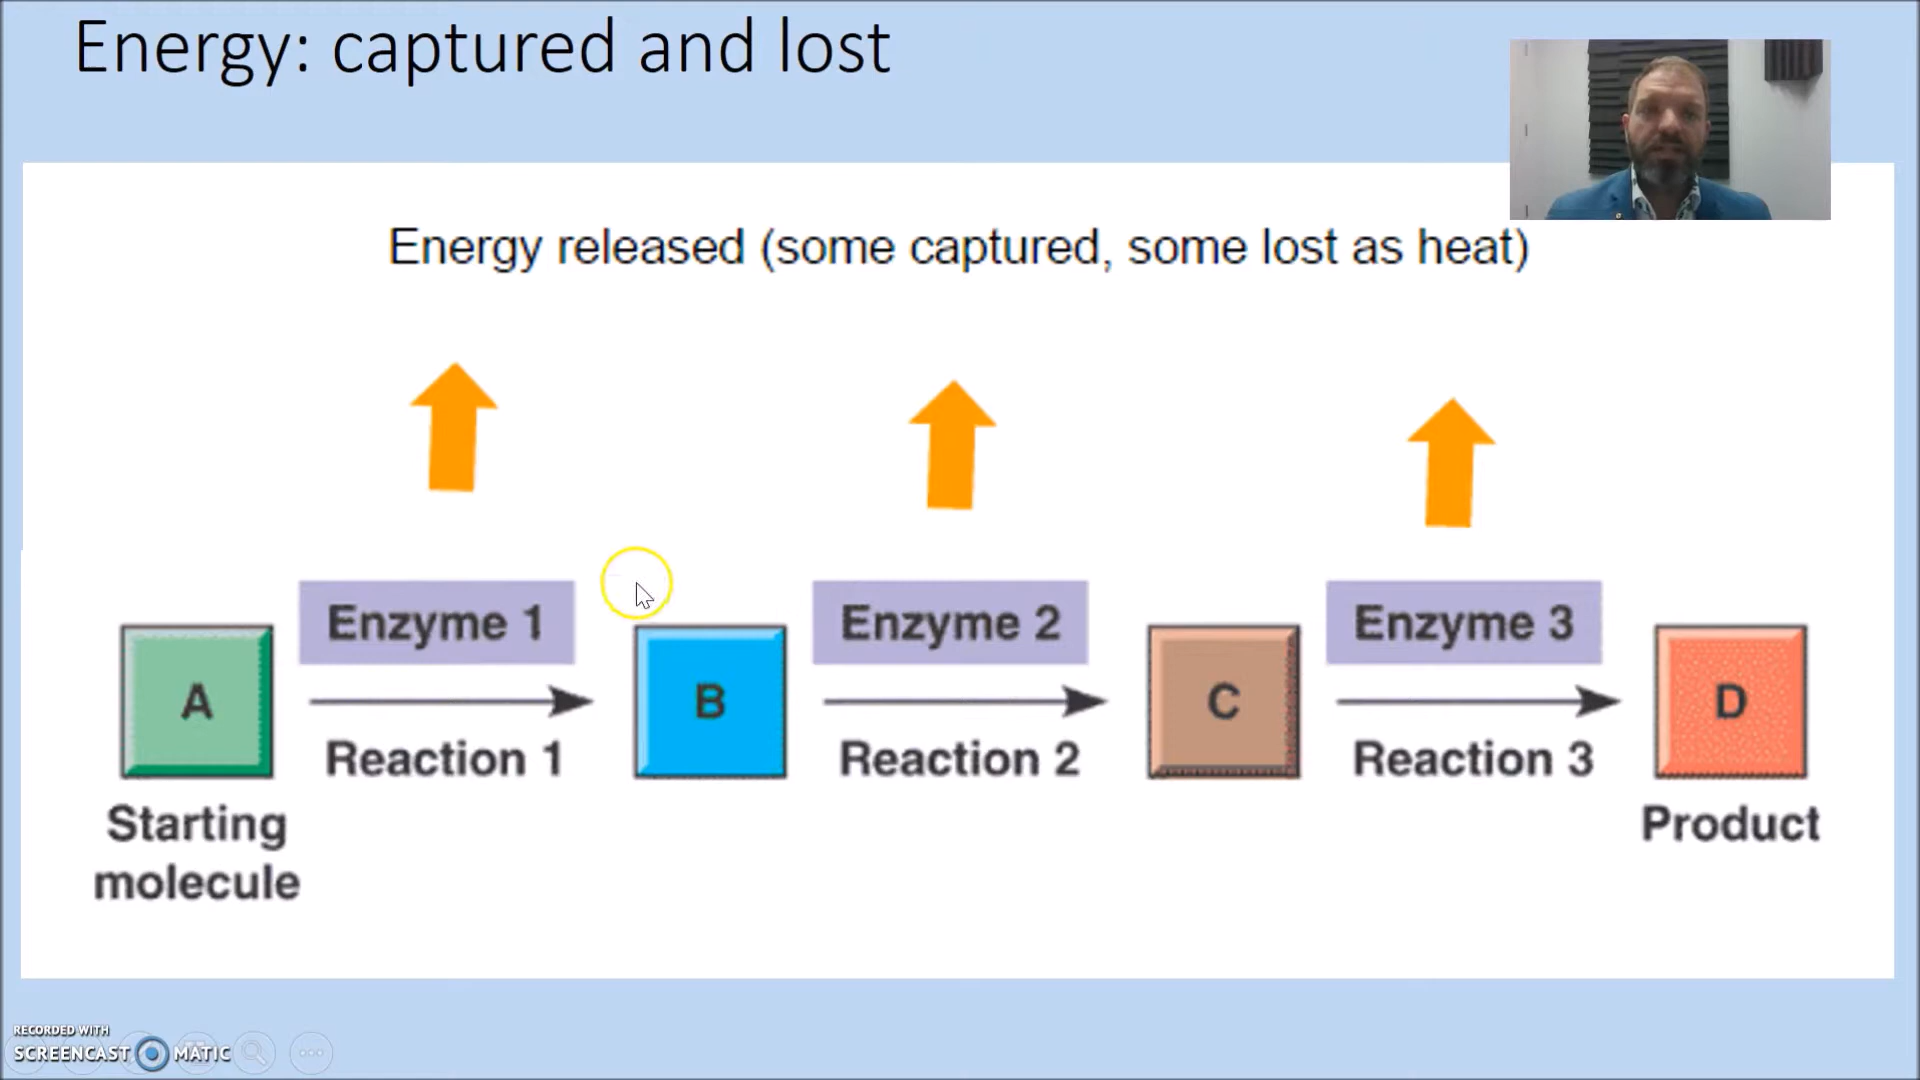 Energy: captured and lost
Energy released (some captured, some lost as heat)
Enzyme 1
Enzyme 2
Enzyme 3
A
B
C
D
Reaction 1
Reaction 2
Reaction 3
Starting
molecule
Product
RECORDED WITH
SCREENCAST MATIC